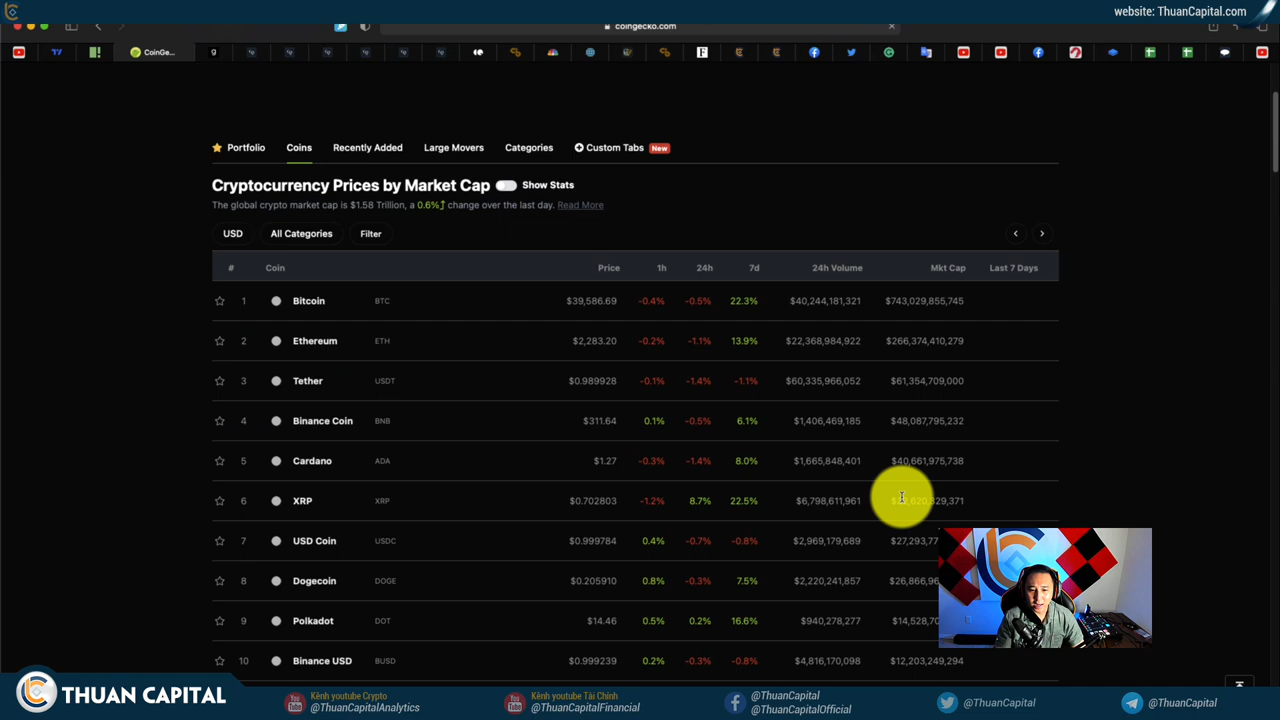 website: ThuanCapital.com
coingecko.com
CoinGe...
Portfolio Coins Recently Added Large Movers Categories Custom Tabs New
Cryptocurrency Prices by Market Cap Show Stats
The global crypto market cap is $1.58 Trillion, a 0.6% change over the last day. Read More
USD All Categories Filter
# Coin Price 1h 24h 7d 24h Volume Mkt Cap Last 7 Days
1 Bitcoin BTC $39,586.69 -0.4% -0.5% 22.3% $40,244,181,321 $743,029,855,745
2 Ethereum ETH $2,283.20 -0.2% -1.1% 13.9% $22,368,984,922 $266,374,410,279
3 Tether USDT $0.989928 -0.1% -1.4% -1.1% $60,335,966,052 $61,354,709,000
4 Binance Coin BNB $311.64 0.1% -0.5% 6.1% $1,406,469,185 $48,087,795,232
5 Cardano ADA $1.27 -0.3% -1.4% 8.0% $1,665,848,401 $40,661,975,738
6 XRP XRP $0.702803 -1.2% 8.7% 22.5% $6,798,611,961
7 USD Coin USDC $0.999784 0.4% -0.7% -0.8% $2,969,179,689 $27,293,77
8 Dogecoin DOGE $0.205910 0.8% -0.3% 7.5% $2,220,241,857 $26,866,96
9 Polkadot DOT $14.46 0.5% 0.2% 16.6% $940,278,277 $14,528,70
10 Binance USD BUSD $0.999239 0.2% -0.3% -0.8% $4,816,170,098 $12,203,249,294
THUAN CAPITAL
Kênh youtube Crypto
@ThuanCapitalAnalytics
Kênh youtube Tài Chính
@ThuanCapitalFinancial
@ThuanCapital
@ThuanCapitalOfficial
@ThuanCapital
@ThuanCapital